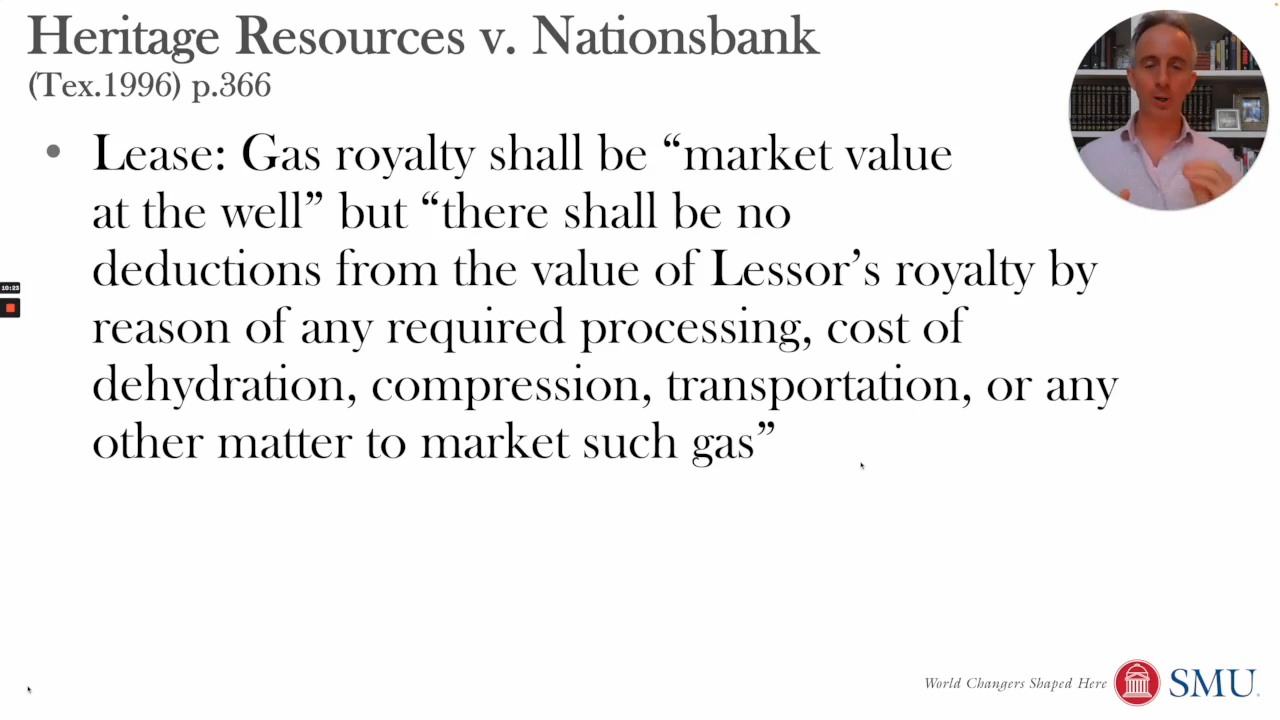 Heritage Resources v. Nationsbank
(Tex.1996) p.366
• Lease: Gas royalty shall be “market value
at the well” but “there shall be no
deductions from the value of Lessor’s royalty by
reason of any required processing, cost of
dehydration, compression, transportation, or any
other matter to market such gas”
10:23
World Changers Shaped Here
SMU